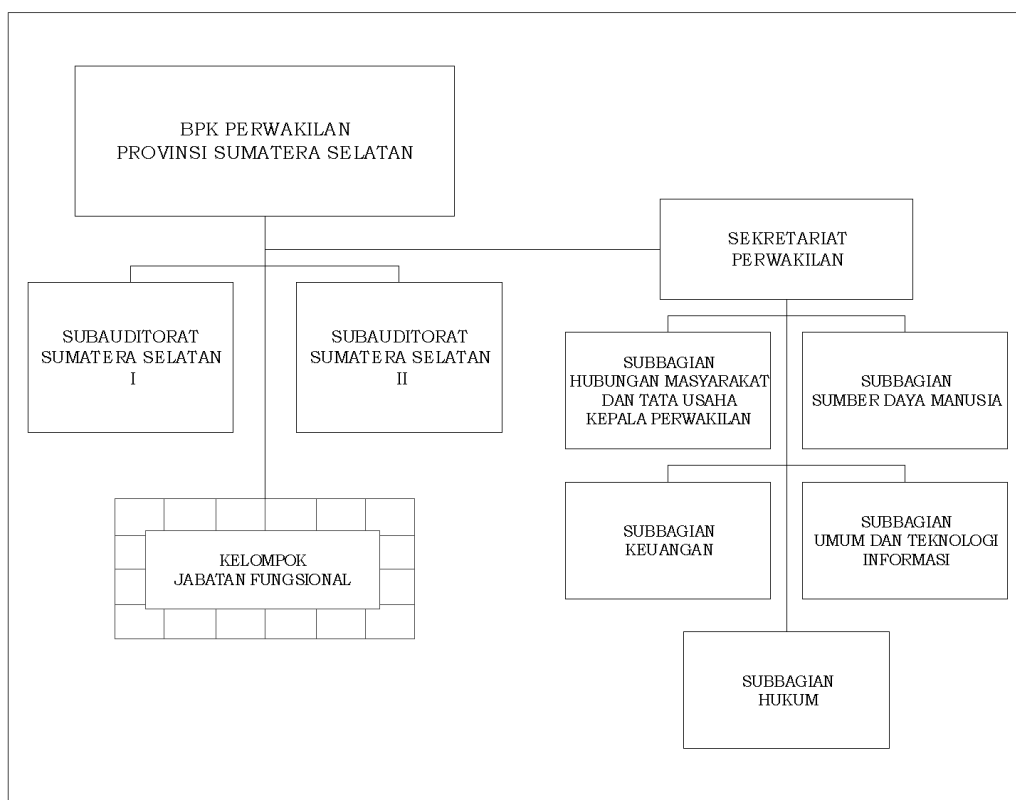 BPK PERWAKILAN
PROVINSI SUMATERA SELATAN
SEKRETARIAT
PERWAKILAN
SUBAUDITORAT
SUMATERA SELATAN
I
SUBAUDITORAT
SUMATERA SELATAN
II
SUBBAGIAN
HUBUNGAN MASYARAKAT
DAN TATA USAHA
KEPALA PERWAKILAN
SUBBAGIAN
SUMBER DAYA MANUSIA
SUBBAGIAN
KEUANGAN
SUBBAGIAN
UMUM DAN TEKNOLOGI
INFORMASI
KELOMPOK
JABATAN FUNGSIONAL
SUBBAGIAN
HUKUM